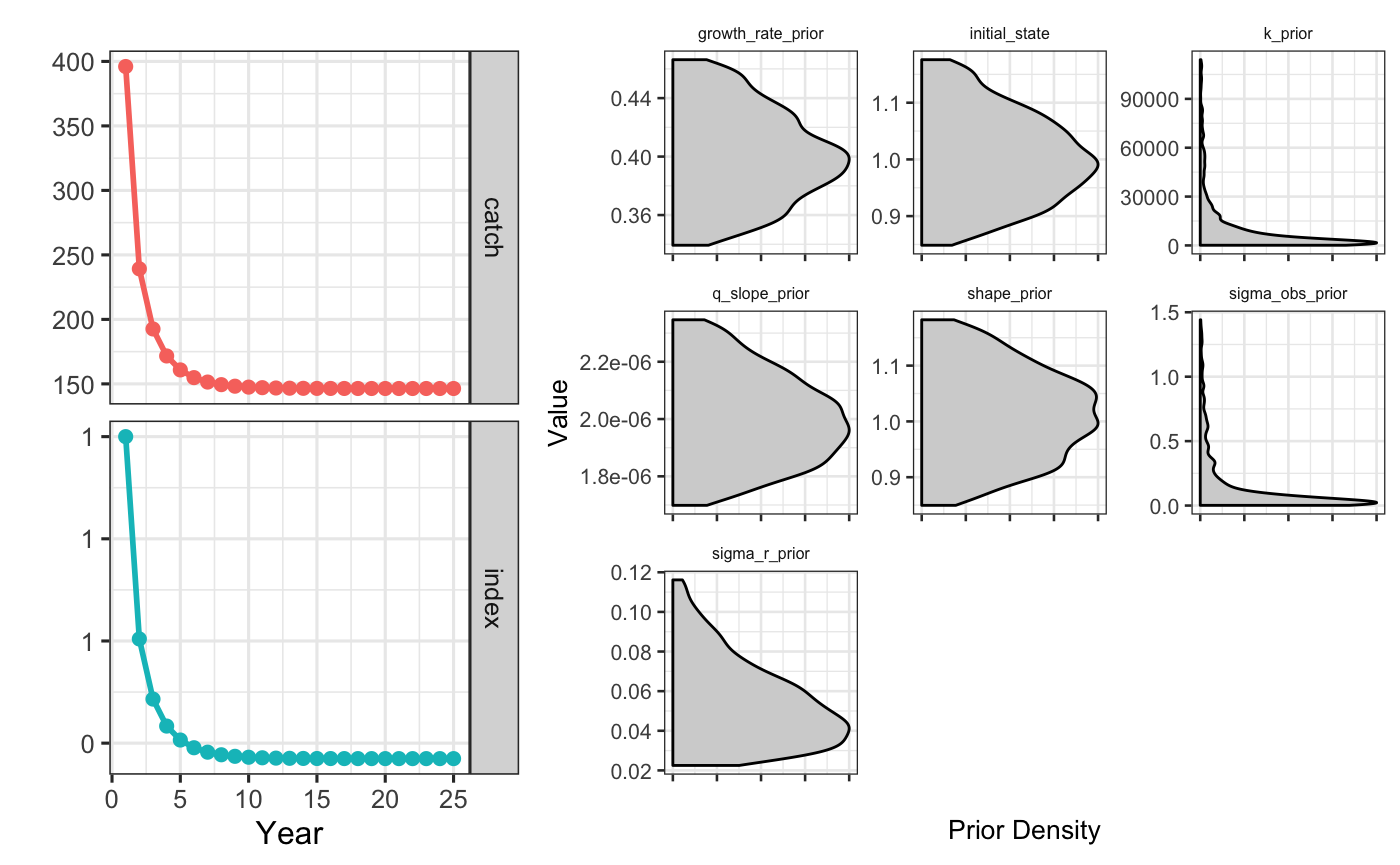 400
350
300
250
200
150
catch
1
1
1
0
index
0 5 10 15 20 25
Year
Value
growth_rate_prior
0.44
0.40
0.36
initial_state
1.1
1.0
0.9
k_prior
90000
60000
30000
0
q_slope_prior
2.2e-06
2.0e-06
1.8e-06
shape_prior
1.1
1.0
0.9
sigma_obs_prior
1.5
1.0
0.5
0.0
sigma_r_prior
0.12
0.10
0.08
0.06
0.04
0.02
Prior Density